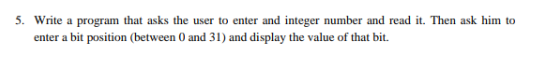 5. Write a program that asks the user to enter and integer number and read it. Then ask him to
enter a bit position (between 0 and 31) and display the value of that bit.